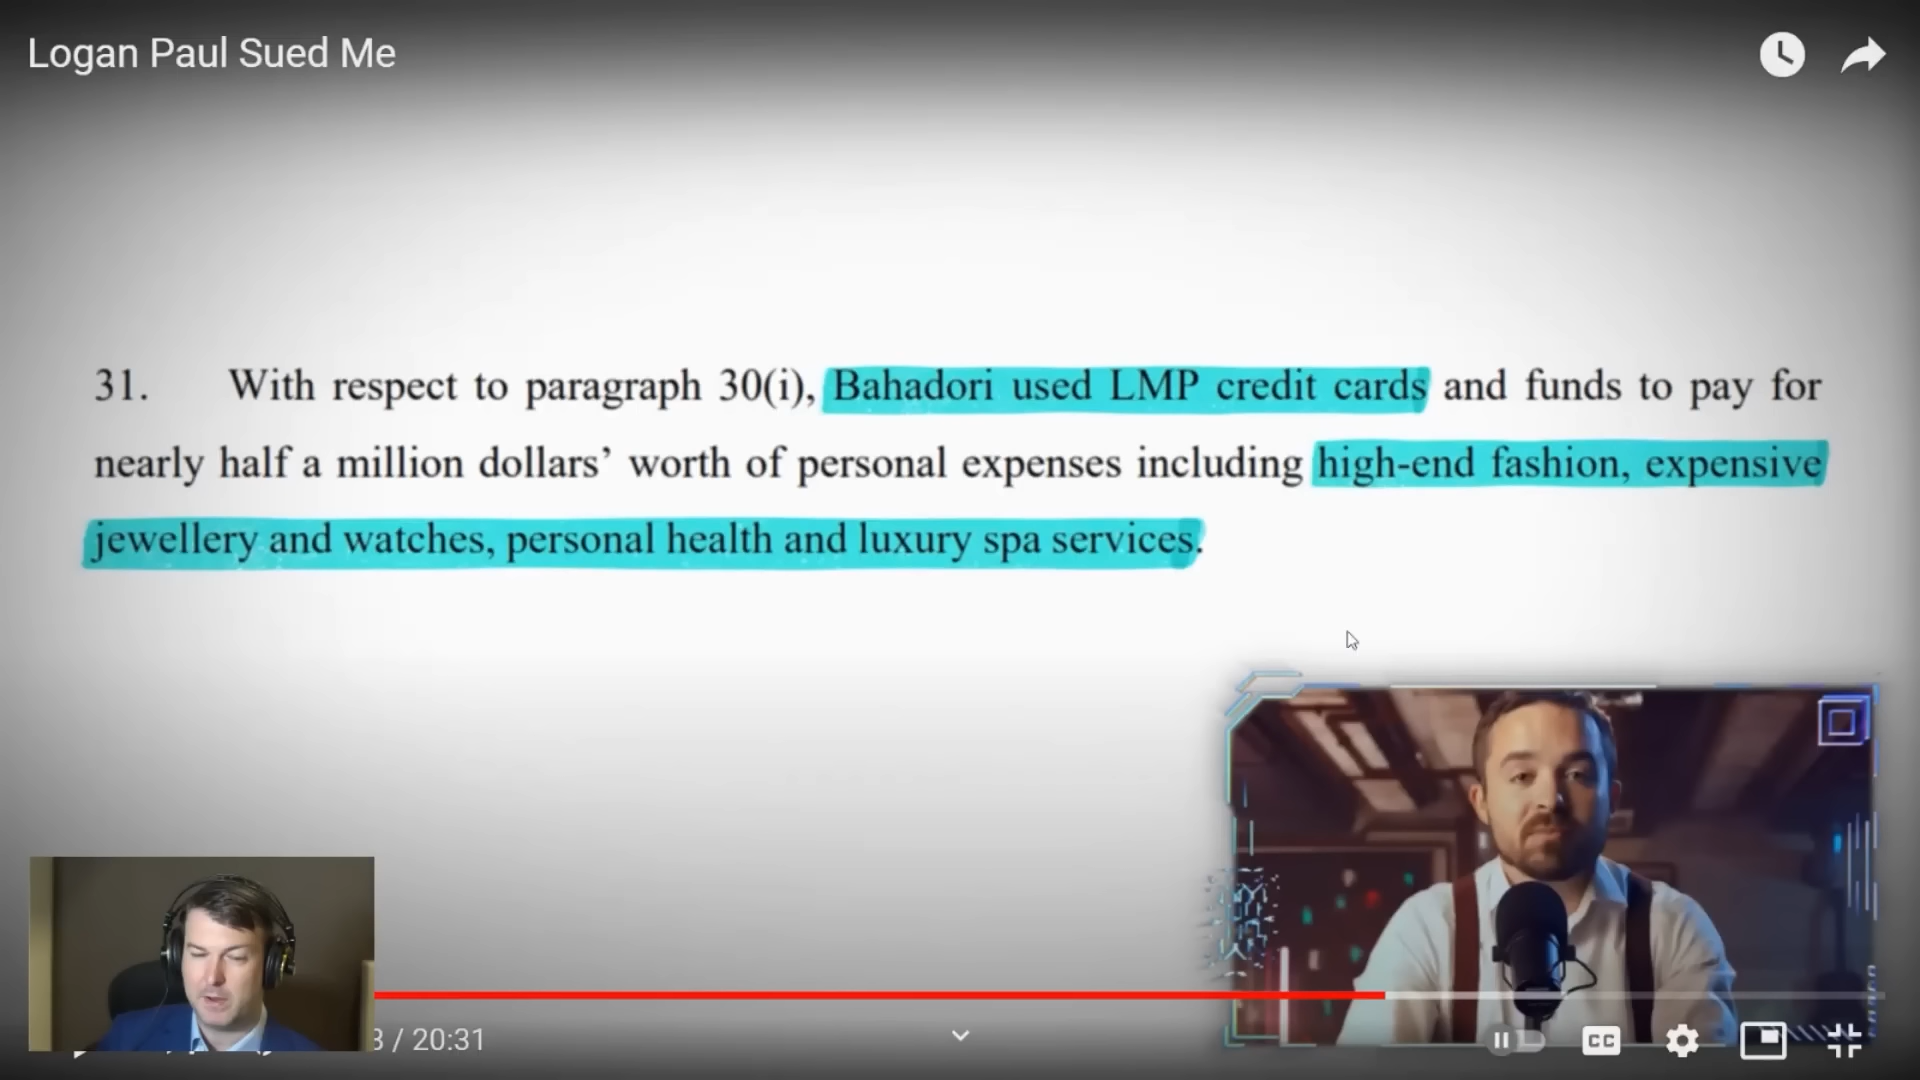 Logan Paul Sued Me
31. With respect to paragraph 30(i), Bahadori used LMP credit cards and funds to pay for
nearly half a million dollars’ worth of personal expenses including high-end fashion, expensive
jewellery and watches, personal health and luxury spa services.
/ 20:31
CC